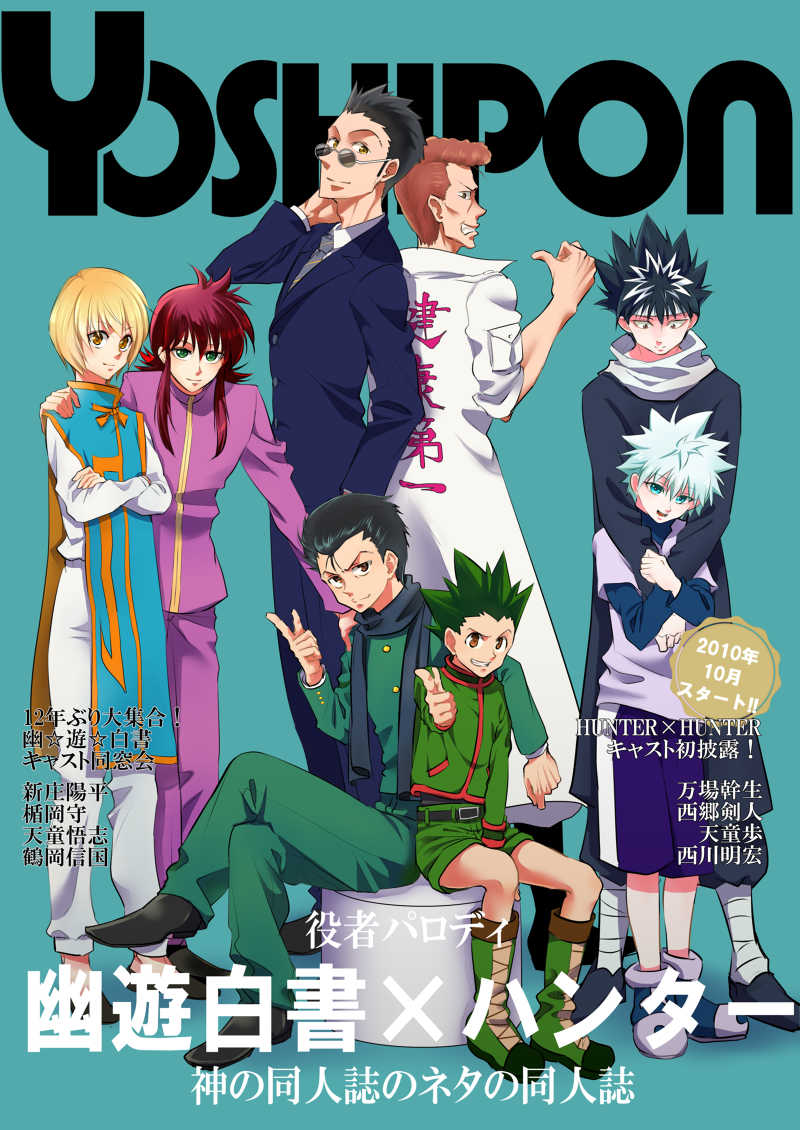 YOSHIPON
健康第一
2010年
10月
スタート!!
12年ぶり大集合！
幽☆遊☆白書
キャスト同窓会
新庄陽平
楯岡守
天童悟志
鶴岡信国
HUNTER×HUNTER
キャスト初披露！
万場幹生
西郷剣人
天童歩
西川明宏
役者パロディ
幽遊白書×ハンター
神の同人誌のネタの同人誌